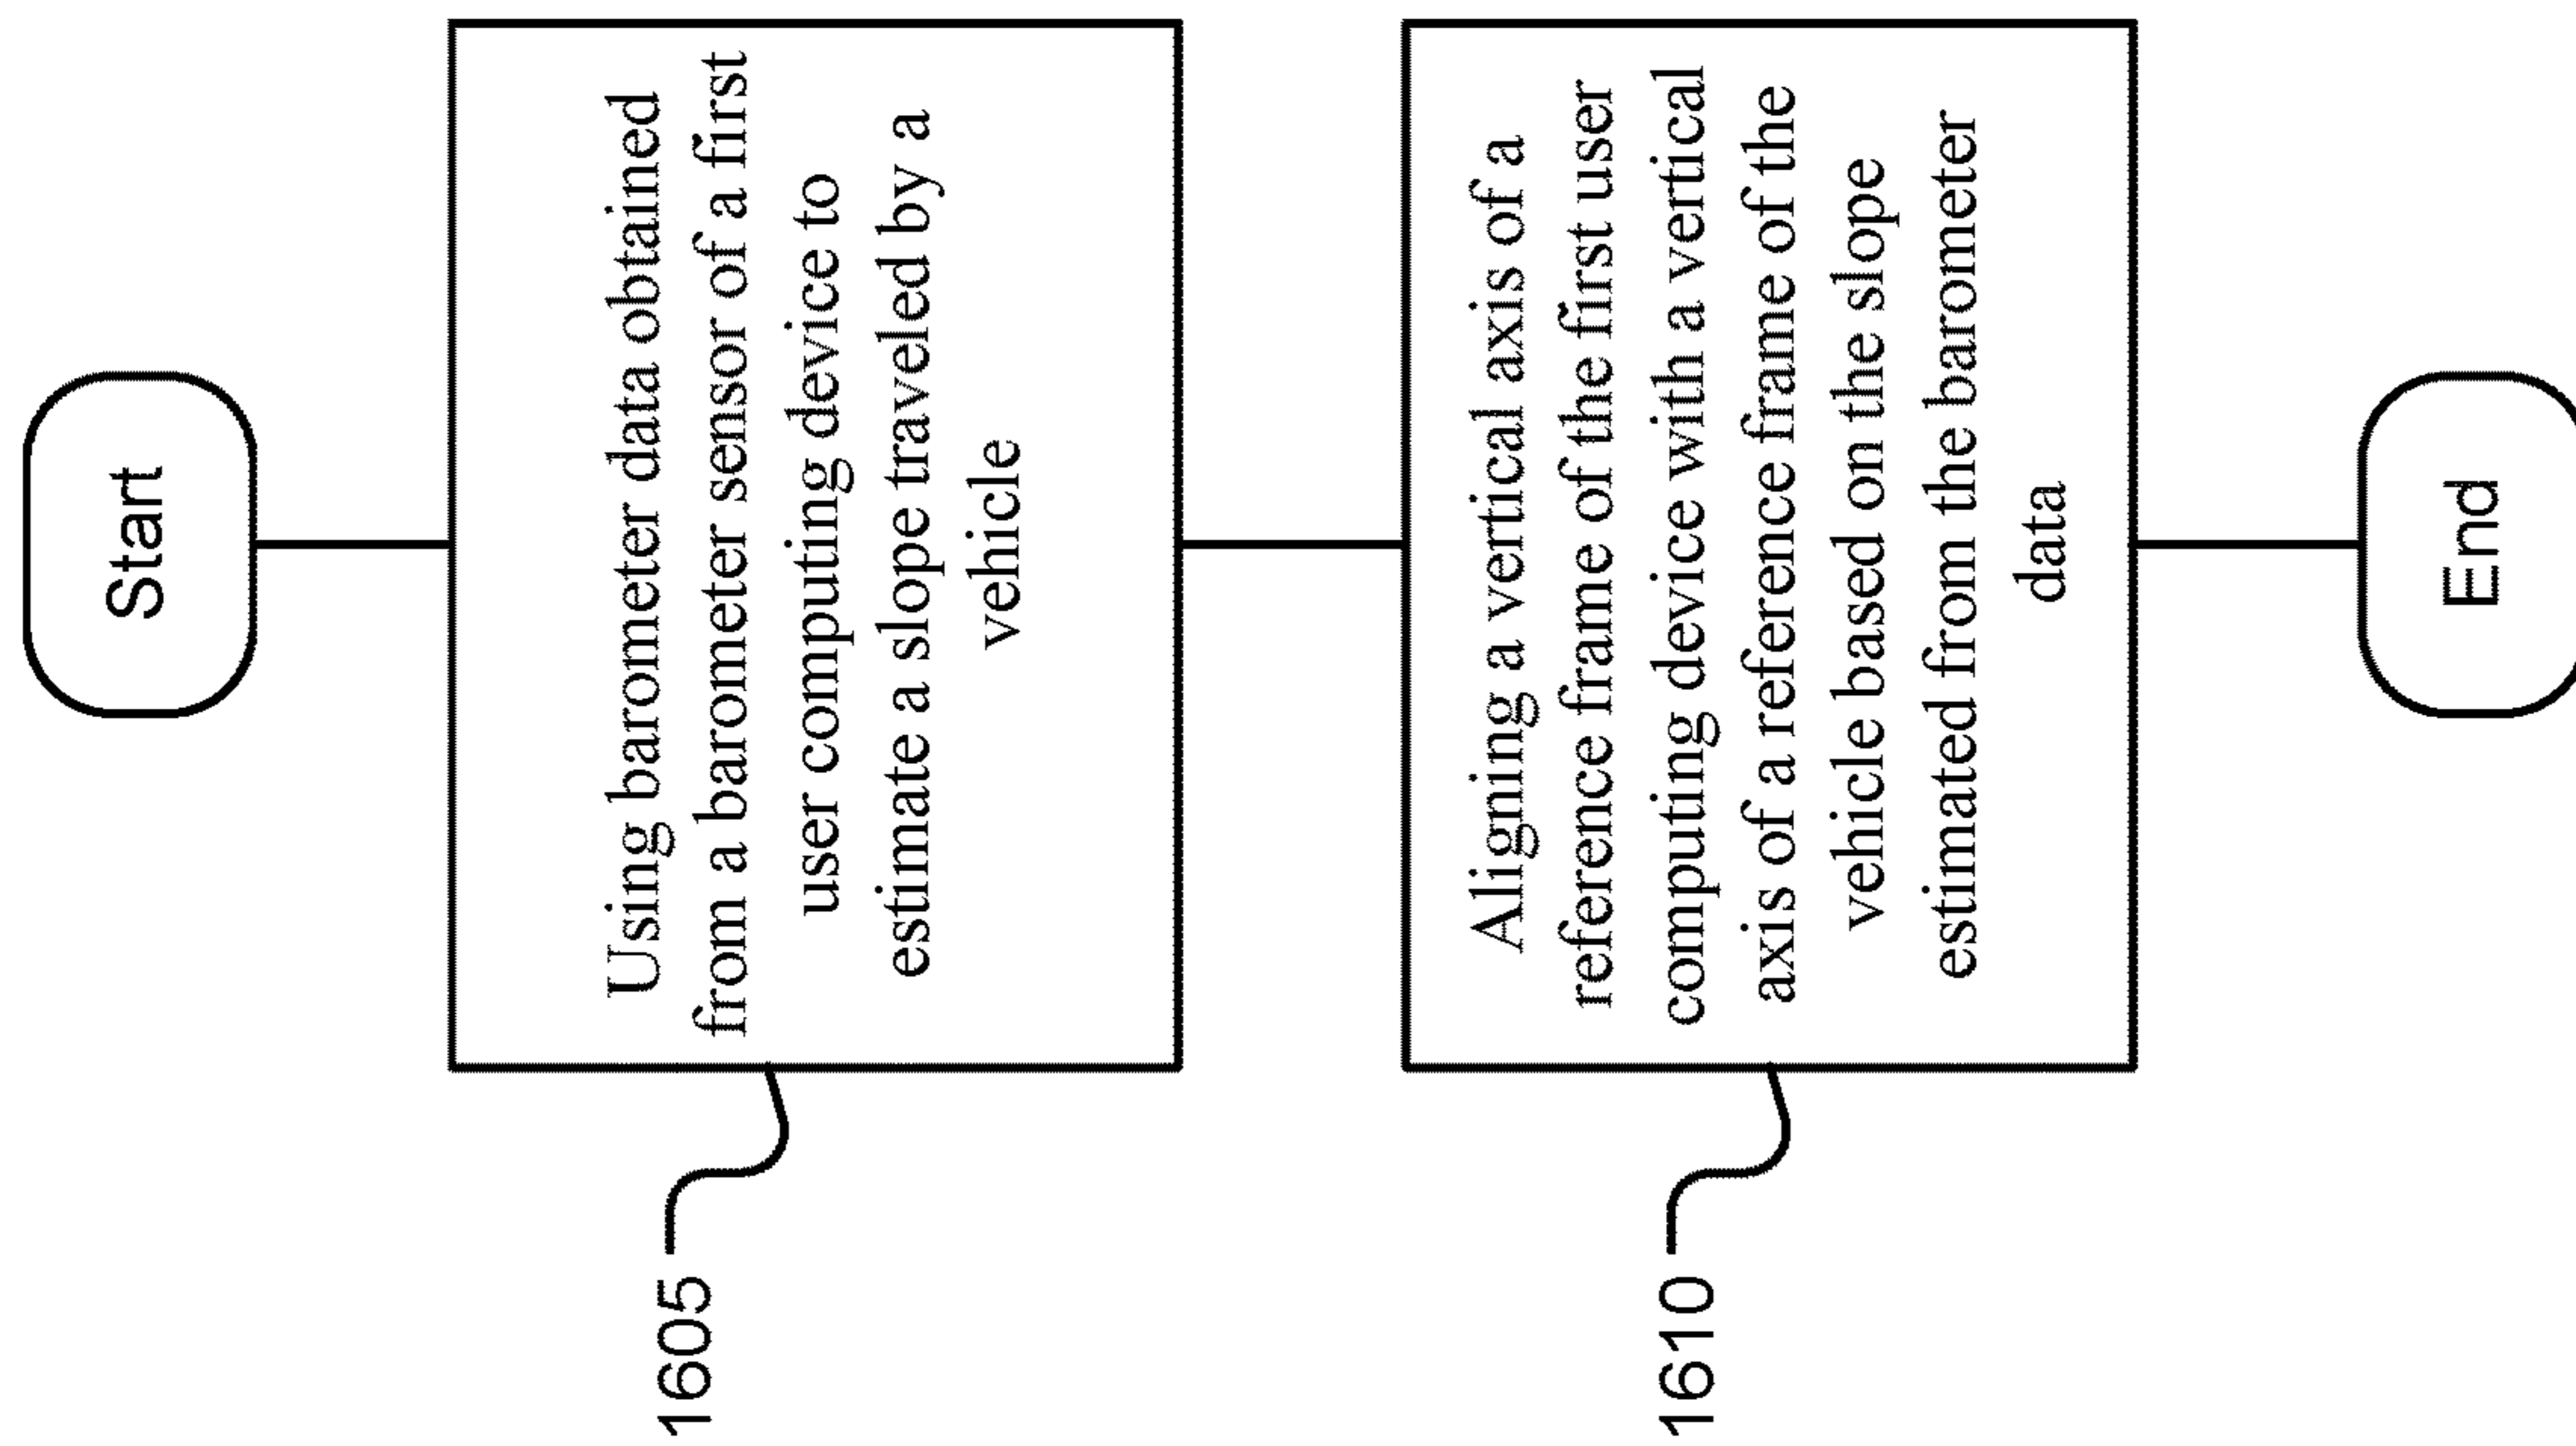 Start
1605
Using barometer data obtained
from a barometer sensor of a first
user computing device to
estimate a slope traveled by a
vehicle
1610
Aligning a vertical axis of a
reference frame of the first user
computing device with a vertical
axis of a reference frame of the
vehicle based on the slope
estimated from the barometer
data
End